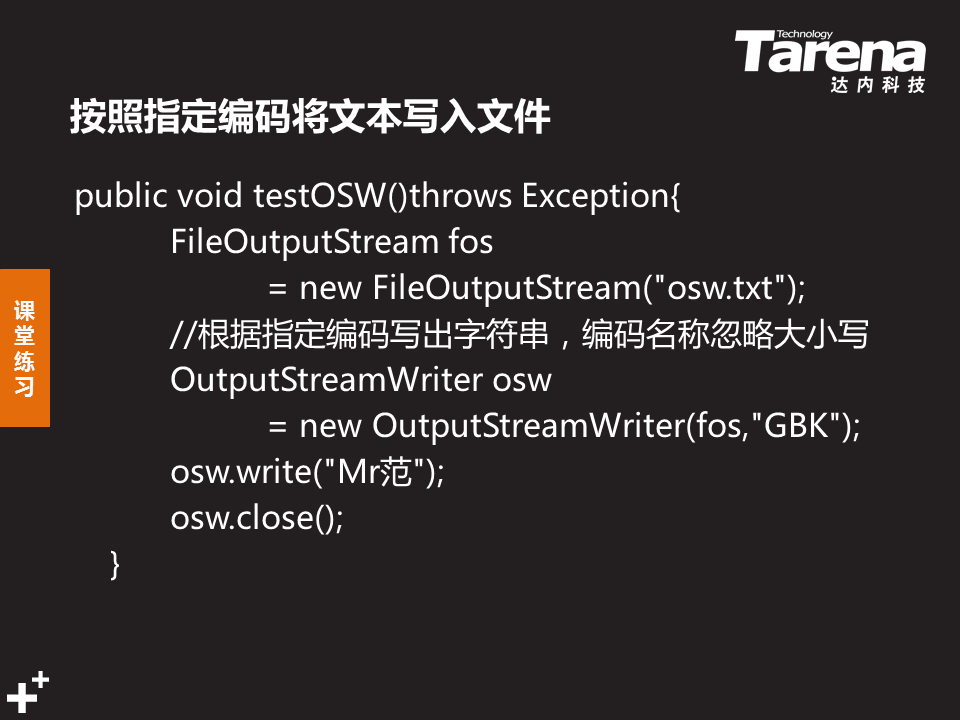 Technology
Tarena
达内科技
按照指定编码将文本写入文件
public void testOSW()throws Exception{
FileOutputStream fos
= new FileOutputStream("osw.txt");
//根据指定编码写出字符串，编码名称忽略大小写
OutputStreamWriter osw
= new OutputStreamWriter(fos,"GBK");
osw.write("Mr范");
osw.close();
}
课
堂
练
习